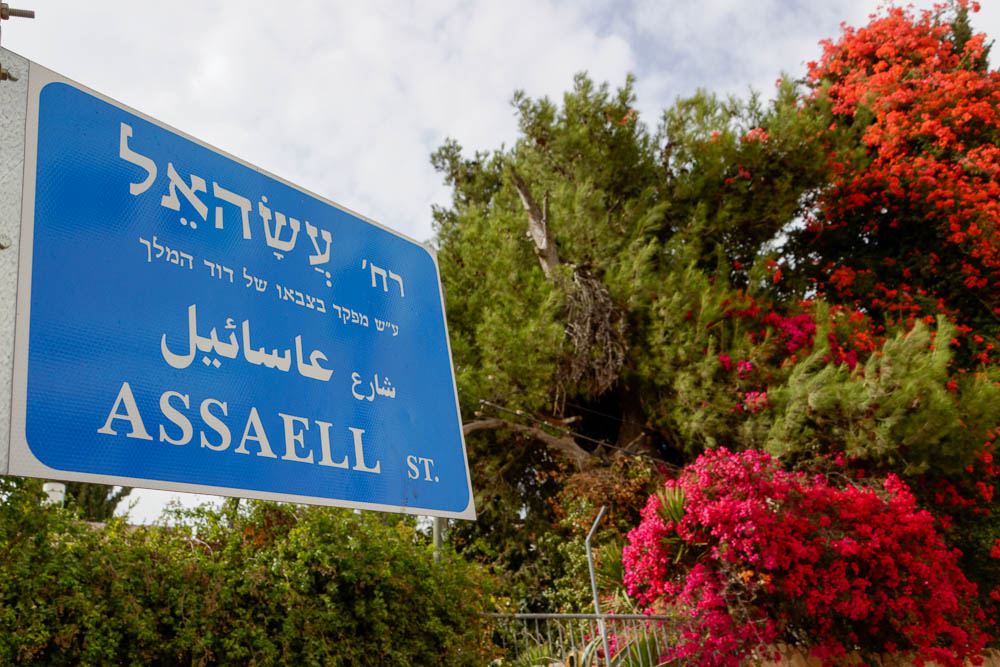 רח' עֲשָׂהאֵל
ע״ש מפקד בצבאו של דוד המלך
شارع عاسائيل
ASSAELL ST.